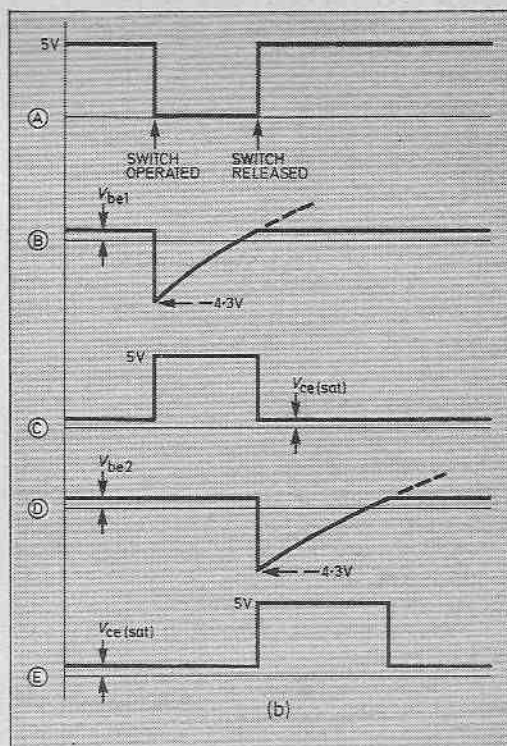 5V
Ⓐ
SWITCH OPERATED
SWITCH RELEASED
Vbe1
Ⓑ
−4·3V
5V
Vce(sat)
Ⓒ
Vbe2
Ⓓ
−4·3V
5V
Vce(sat)
Ⓔ
(b)